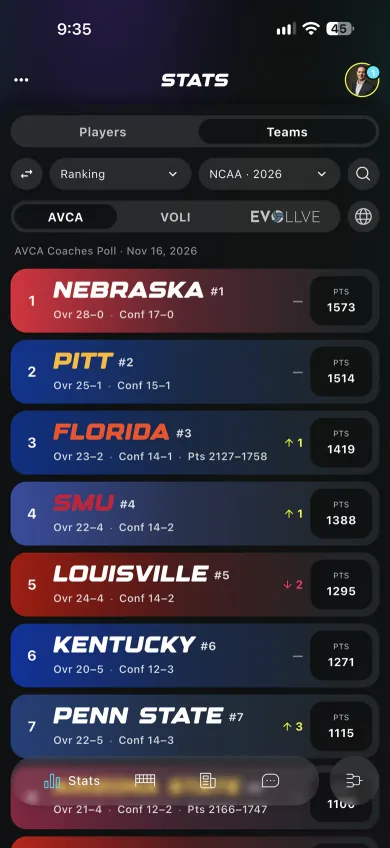 9:35
45
STATS
1
Players
Teams
Ranking
NCAA · 2026
AVCA
VOLI
EVOLLVE
AVCA Coaches Poll · Nov 16, 2026
1
NEBRASKA #1
Ovr 28–0 · Conf 17–0
—
PTS
1573
2
PITT #2
Ovr 25–1 · Conf 15–1
—
PTS
1514
3
FLORIDA #3
Ovr 23–2 · Conf 14–1 · Pts 2127–1758
↑ 1
PTS
1419
4
SMU #4
Ovr 22–4 · Conf 14–2
↑ 1
PTS
1388
5
LOUISVILLE #5
Ovr 24–4 · Conf 14–2
↓ 2
PTS
1295
6
KENTUCKY #6
Ovr 20–5 · Conf 12–3
—
PTS
1271
7
PENN STATE #7
Ovr 22–5 · Conf 14–3
↑ 3
PTS
1115
Stats
Ovr 21–4 · Conf 12–2 · Pts 2166–1747